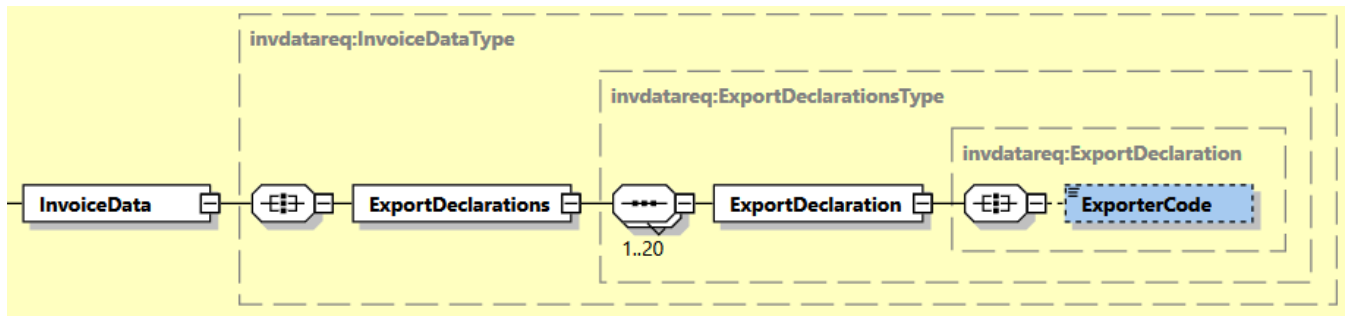 invdatareq:InvoiceDataType
invdatareq:ExportDeclarationsType
invdatareq:ExportDeclaration
InvoiceData
ExportDeclarations
ExportDeclaration
ExporterCode
1..20